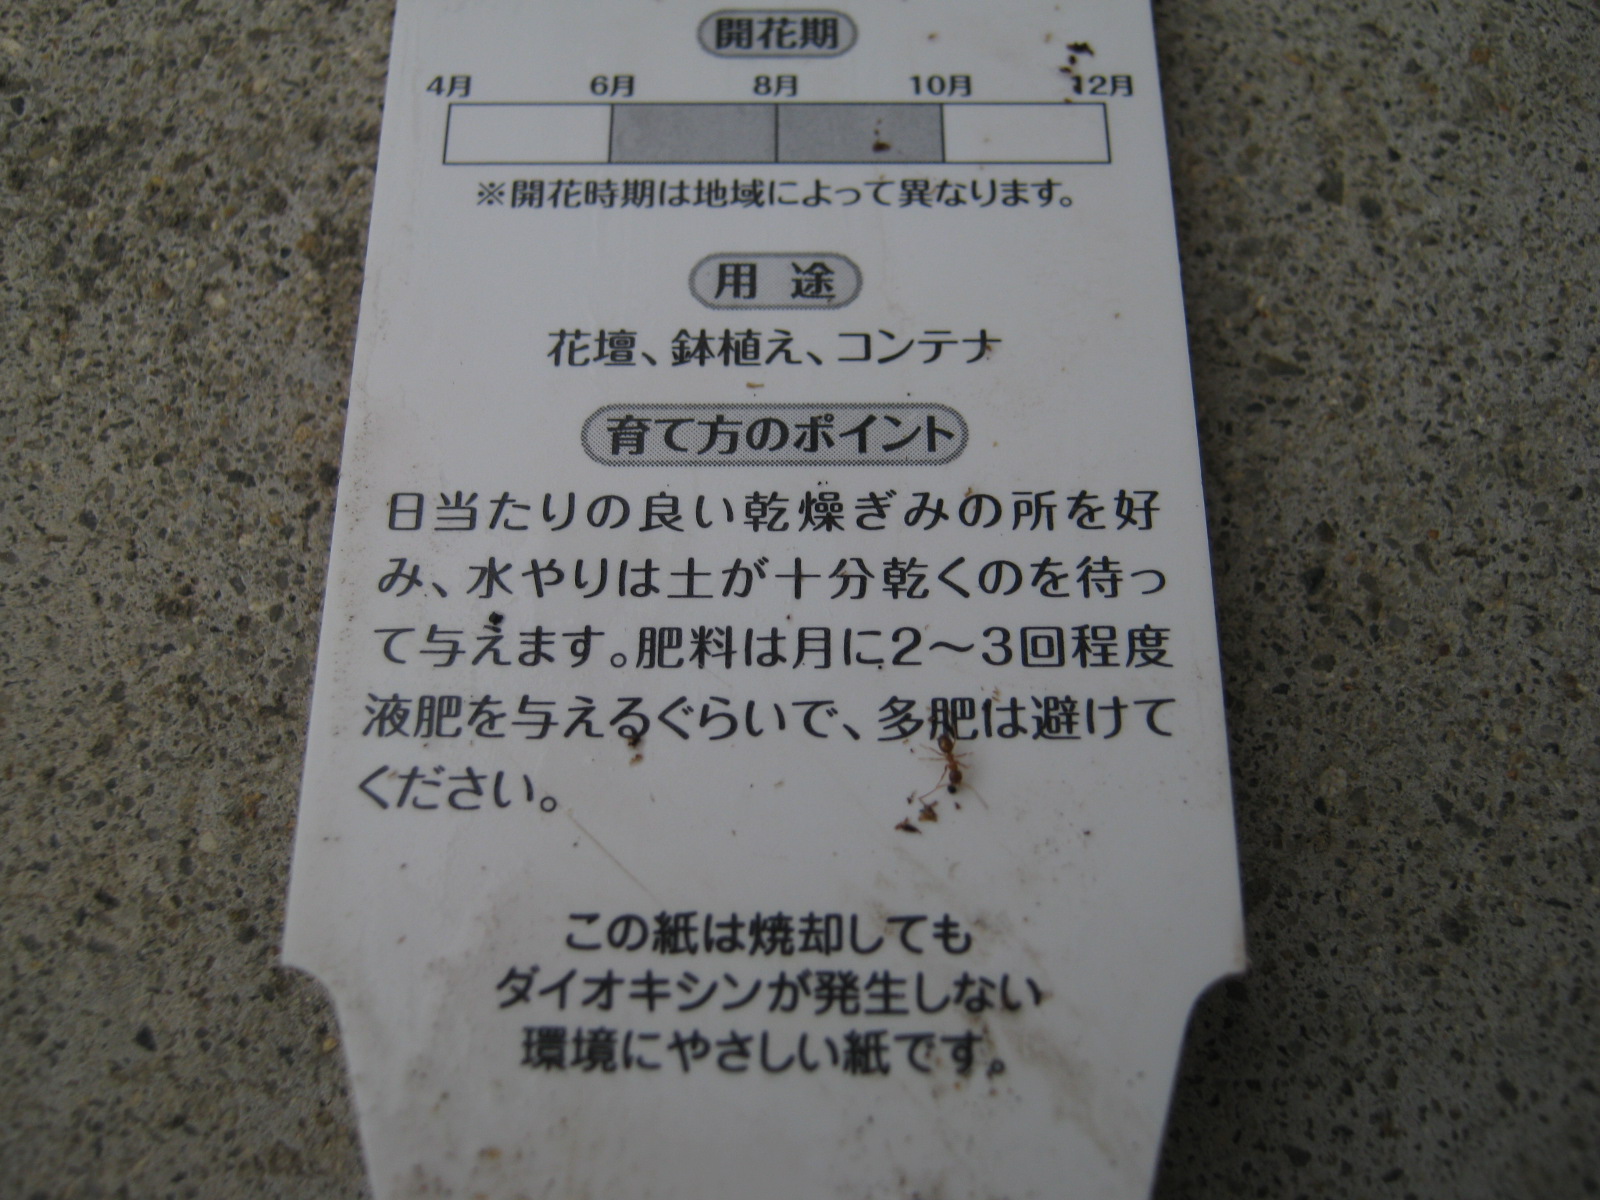 開花期
4月 6月 8月 10月 12月
※開花時期は地域によって異なります。
用途
花壇、鉢植え、コンテナ
育て方のポイント
日当たりの良い乾燥ぎみの所を好
み、水やりは土が十分乾くのを待っ
て与えます。肥料は月に2～3回程度
液肥を与えるぐらいで、多肥は避けて
ください。
この紙は焼却しても
ダイオキシンが発生しない
環境にやさしい紙です。